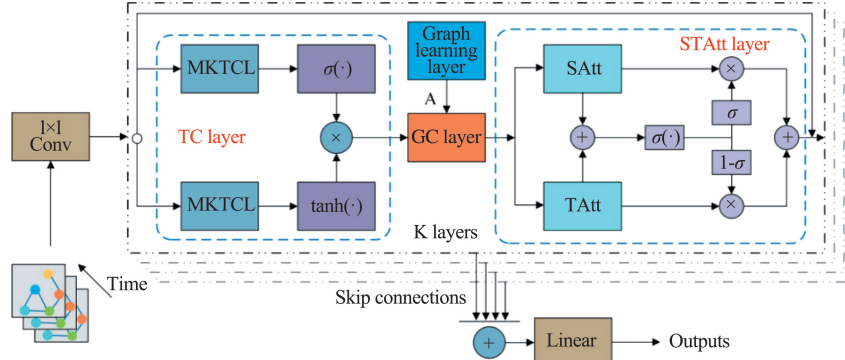 1×1
Conv
Time
MKTCL
σ(·)
TC layer
×
MKTCL
tanh(·)
Graph
learning
layer
A
GC layer
STAtt layer
SAtt
×
σ
+
σ(·)
+
1-σ
TAtt
×
K layers
Skip connections
+
Linear
Outputs